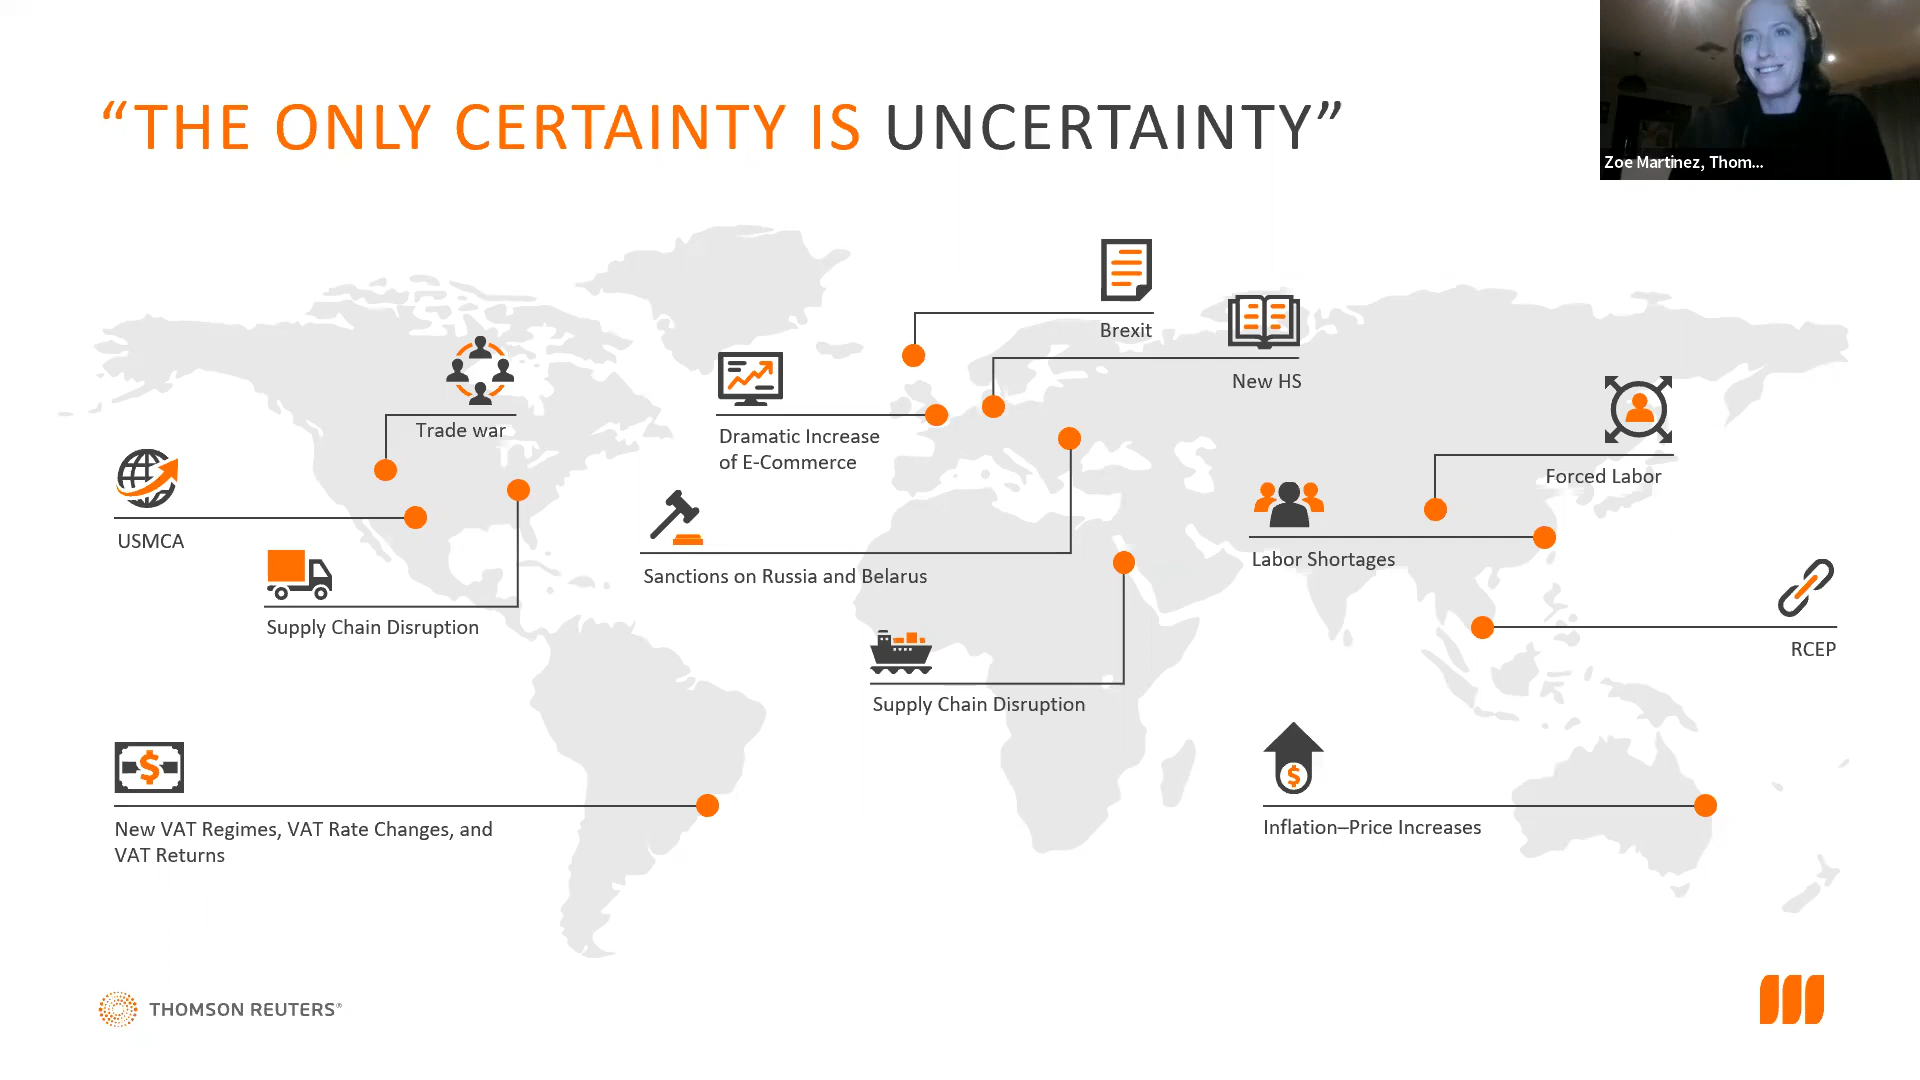 “THE ONLY CERTAINTY IS UNCERTAINTY”
Zoe Martinez, Thom...
Brexit
New HS
Trade war
Dramatic Increase
of E-Commerce
Forced Labor
USMCA
Sanctions on Russia and Belarus
Labor Shortages
Supply Chain Disruption
RCEP
Supply Chain Disruption
$
New VAT Regimes, VAT Rate Changes, and
VAT Returns
$
Inflation–Price Increases
THOMSON REUTERS®